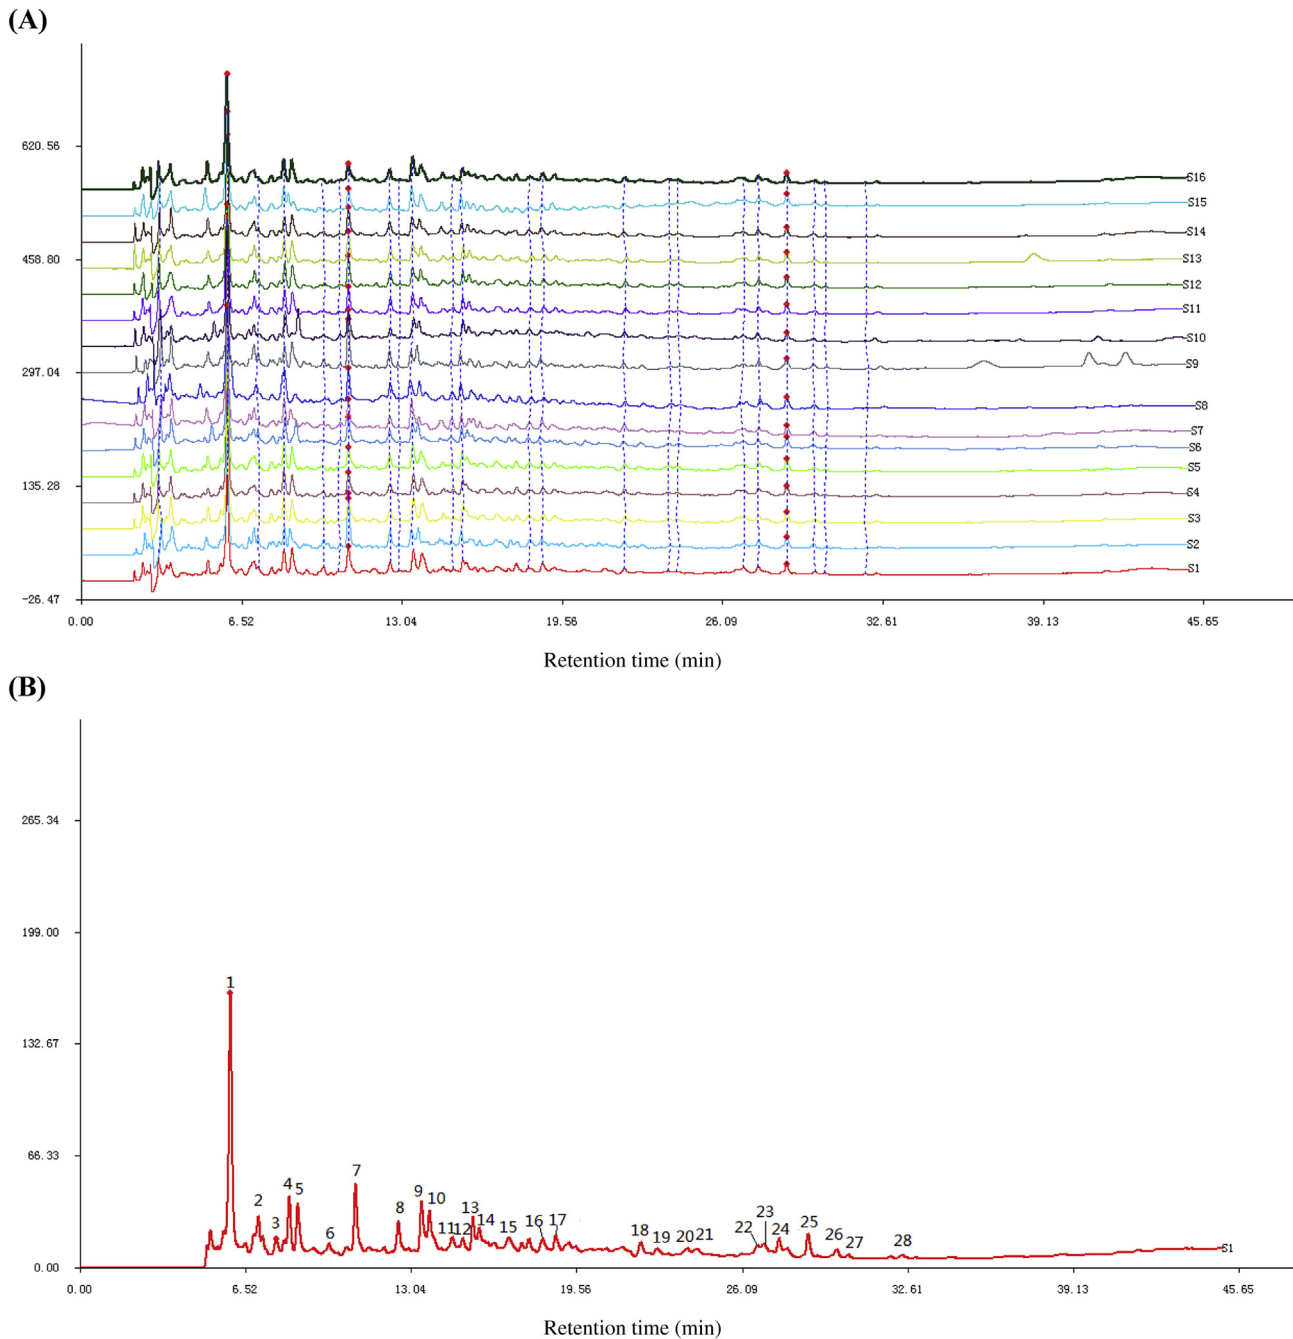 (A)
620.56
S16
S15
S14
458.80
S13
S12
S11
S10
297.04
S9
S8
S7
S6
S5
135.28
S4
S3
S2
S1
-26.47
0.00 6.52 13.04 19.56 26.09 32.61 39.13 45.65
Retention time (min)
(B)
265.34
199.00
1
132.67
66.33
2 3 4 5 6 7 8 9 10 11 12 13 14 15 16 17 18 19 20 21 22 23 24 25 26 27 28
S1
0.00
0.00 6.52 13.04 19.56 26.09 32.61 39.13 45.65
Retention time (min)